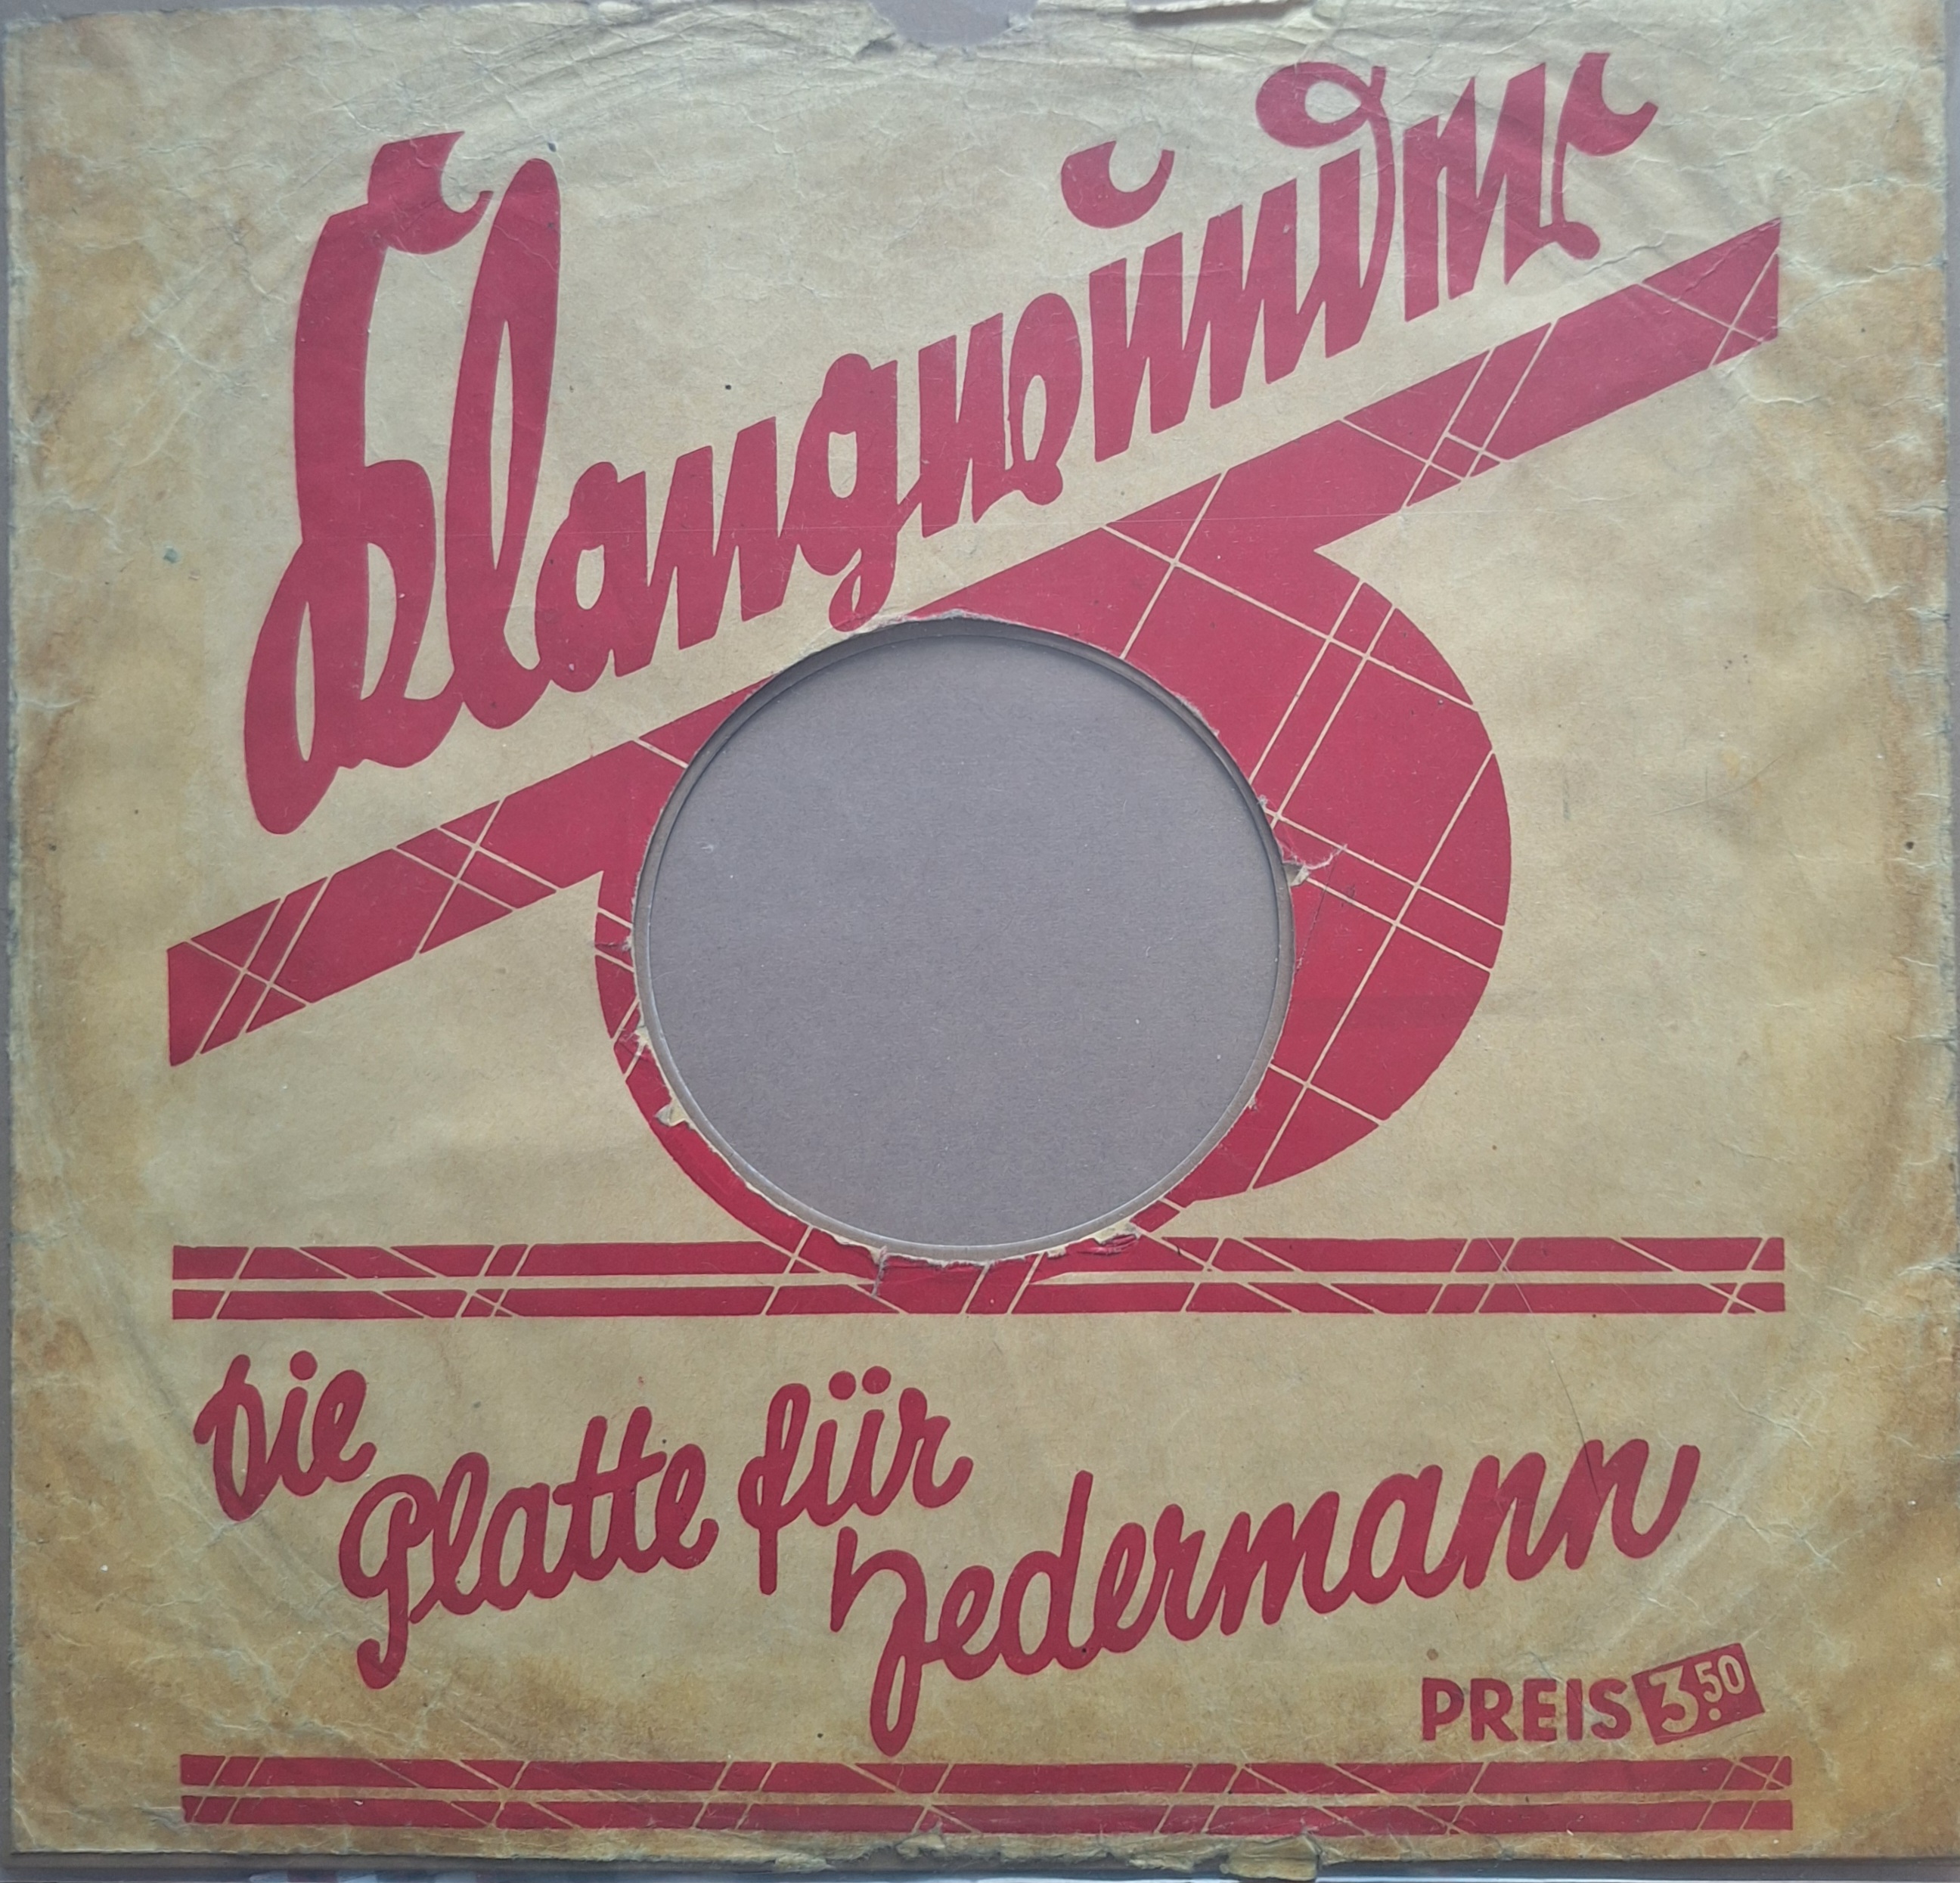 Klangwunder
Die
Platte für
Jedermann
PREIS 3.50